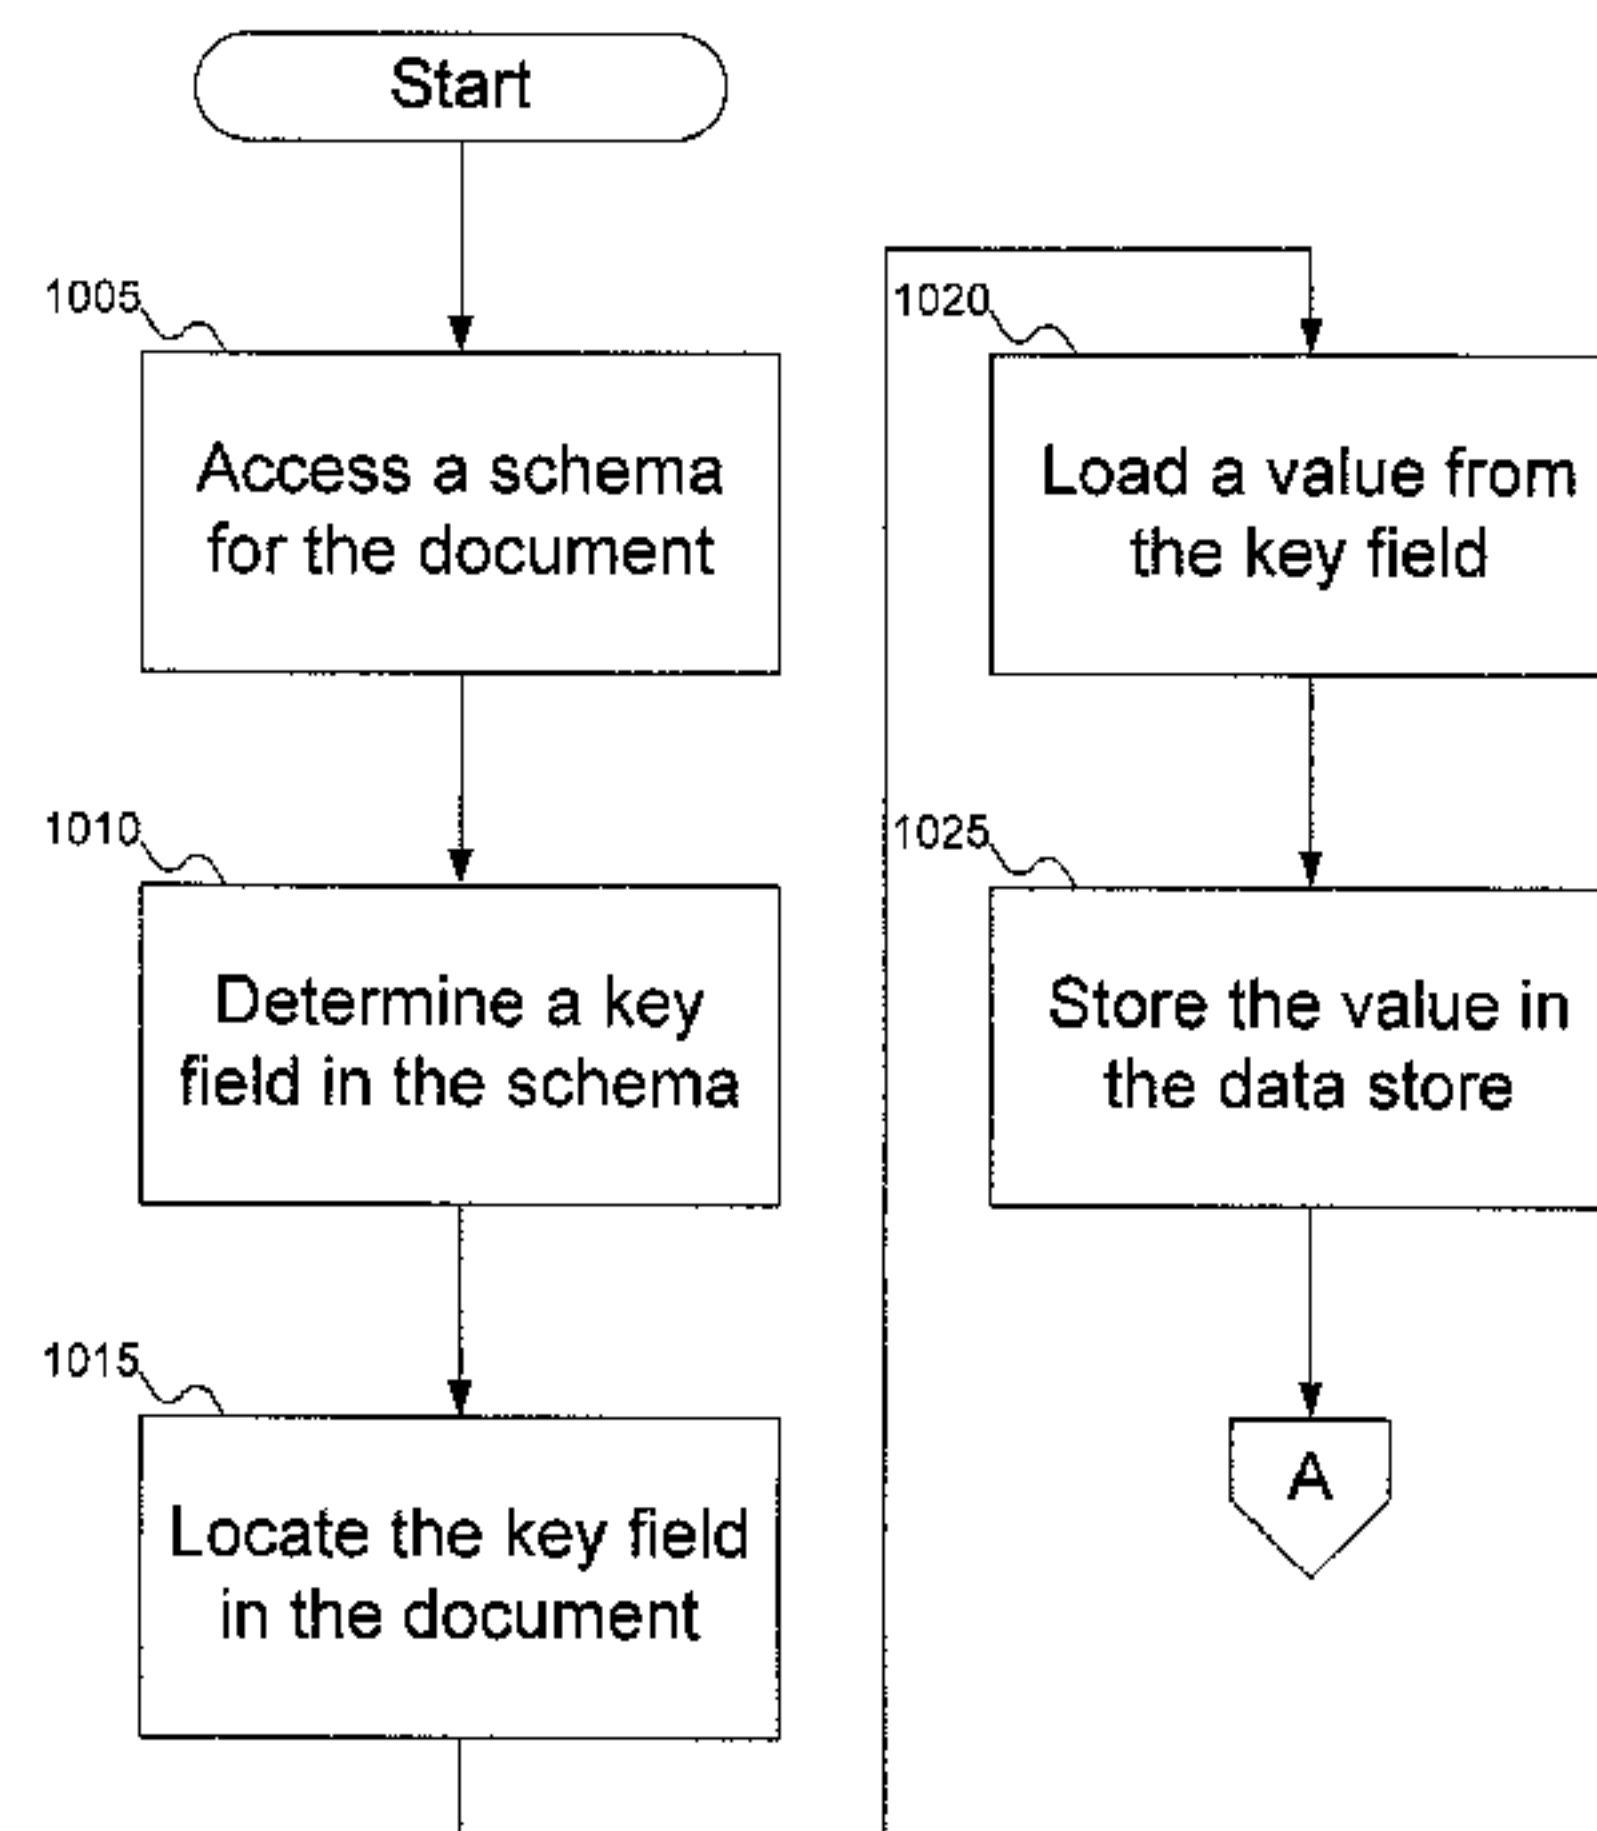 Start
1005
Access a schema
for the document
1010
Determine a key
field in the schema
1015
Locate the key field
in the document
1020
Load a value from
the key field
1025
Store the value in
the data store
A